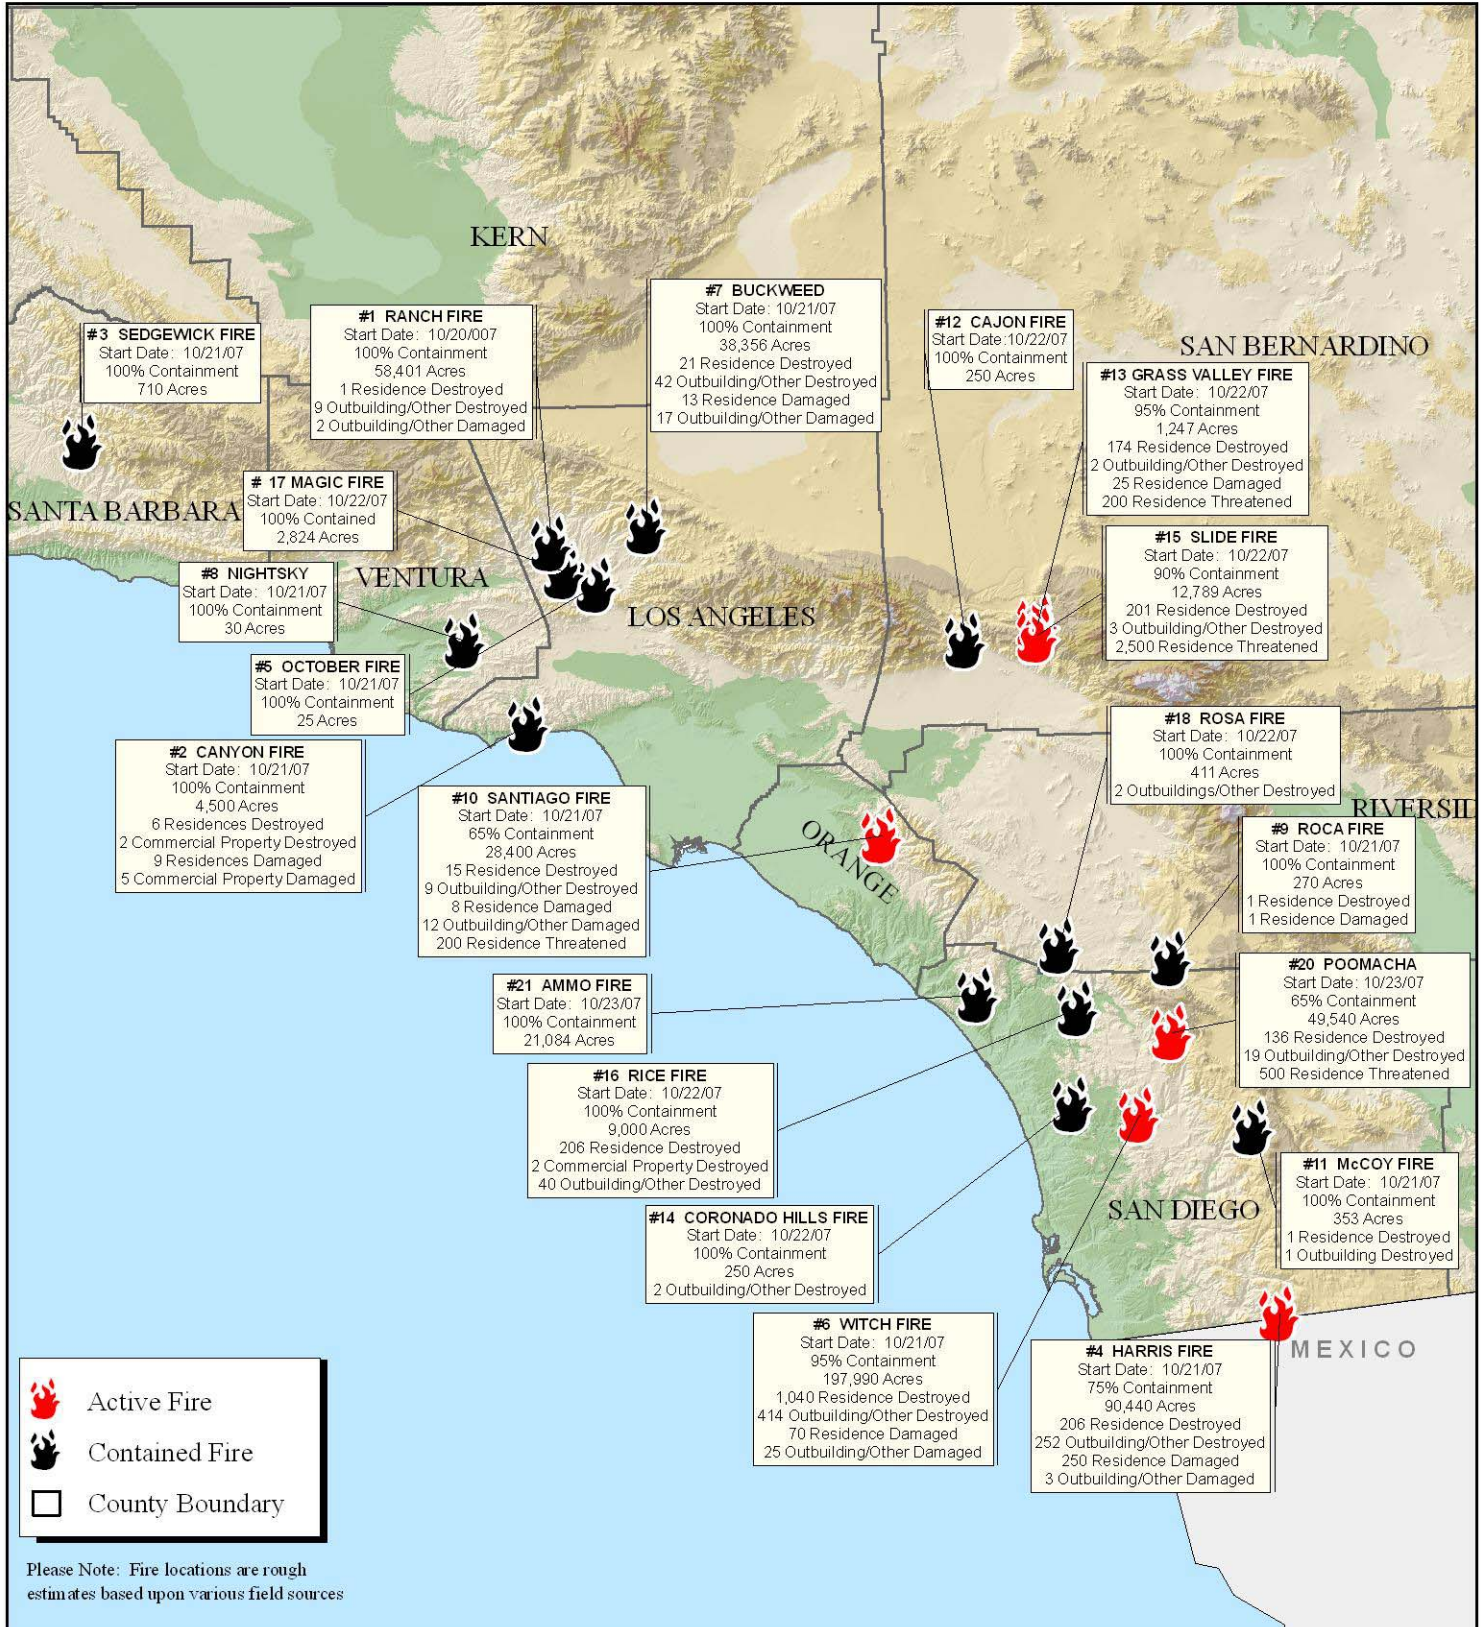 KERN
#7 BUCKWEED
Start Date: 10/21/07
100% Containment
38,356 Acres
21 Residence Destroyed
42 Outbuilding/Other Destroyed
13 Residence Damaged
17 Outbuilding/Other Damaged
#1 RANCH FIRE
Start Date: 10/20/007
100% Containment
58,401 Acres
1 Residence Destroyed
9 Outbuilding/Other Destroyed
2 Outbuilding/Other Damaged
#3 SEDGEWICK FIRE
Start Date: 10/21/07
100% Containment
710 Acres
#12 CAJON FIRE
Start Date:10/22/07
100% Containment
250 Acres
SAN BERNARDINO
#13 GRASS VALLEY FIRE
Start Date: 10/22/07
95% Containment
1,247 Acres
174 Residence Destroyed
2 Outbuilding/Other Destroyed
25 Residence Damaged
200 Residence Threatened
# 17 MAGIC FIRE
Start Date: 10/22/07
100% Contained
2,824 Acres
SANTA BARBARA
#15 SLIDE FIRE
Start Date: 10/22/07
90% Containment
12,789 Acres
201 Residence Destroyed
3 Outbuilding/Other Destroyed
2,500 Residence Threatened
#8 NIGHTSKY
Start Date: 10/21/07
100% Containment
30 Acres
VENTURA
LOS ANGELES
#5 OCTOBER FIRE
Start Date: 10/21/07
100% Containment
25 Acres
#18 ROSA FIRE
Start Date: 10/22/07
100% Containment
411 Acres
2 Outbuildings/Other Destroyed
#2 CANYON FIRE
Start Date: 10/21/07
100% Containment
4,500 Acres
6 Residences Destroyed
2 Commercial Property Destroyed
9 Residences Damaged
5 Commercial Property Damaged
#10 SANTIAGO FIRE
Start Date: 10/21/07
65% Containment
28,400 Acres
15 Residence Destroyed
9 Outbuilding/Other Destroyed
8 Residence Damaged
12 Outbuilding/Other Damaged
200 Residence Threatened
ORANGE
RIVERSID
#9 ROCA FIRE
Start Date: 10/21/07
100% Containment
270 Acres
1 Residence Destroyed
1 Residence Damaged
#20 POOMACHA
Start Date: 10/23/07
65% Containment
49,540 Acres
136 Residence Destroyed
19 Outbuilding/Other Destroyed
500 Residence Threatened
#21 AMMO FIRE
Start Date: 10/23/07
100% Containment
21,084 Acres
#16 RICE FIRE
Start Date: 10/22/07
100% Containment
9,000 Acres
206 Residence Destroyed
2 Commercial Property Destroyed
40 Outbuilding/Other Destroyed
#11 McCOY FIRE
Start Date: 10/21/07
100% Containment
353 Acres
1 Residence Destroyed
1 Outbuilding Destroyed
SAN DIEGO
#14 CORONADO HILLS FIRE
Start Date: 10/22/07
100% Containment
250 Acres
2 Outbuilding/Other Destroyed
#6 WITCH FIRE
Start Date: 10/21/07
95% Containment
197,990 Acres
1,040 Residence Destroyed
414 Outbuilding/Other Destroyed
70 Residence Damaged
25 Outbuilding/Other Damaged
#4 HARRIS FIRE
Start Date: 10/21/07
75% Containment
90,440 Acres
206 Residence Destroyed
252 Outbuilding/Other Destroyed
250 Residence Damaged
3 Outbuilding/Other Damaged
MEXICO
Active Fire
Contained Fire
County Boundary
Please Note: Fire locations are rough
estimates based upon various field sources